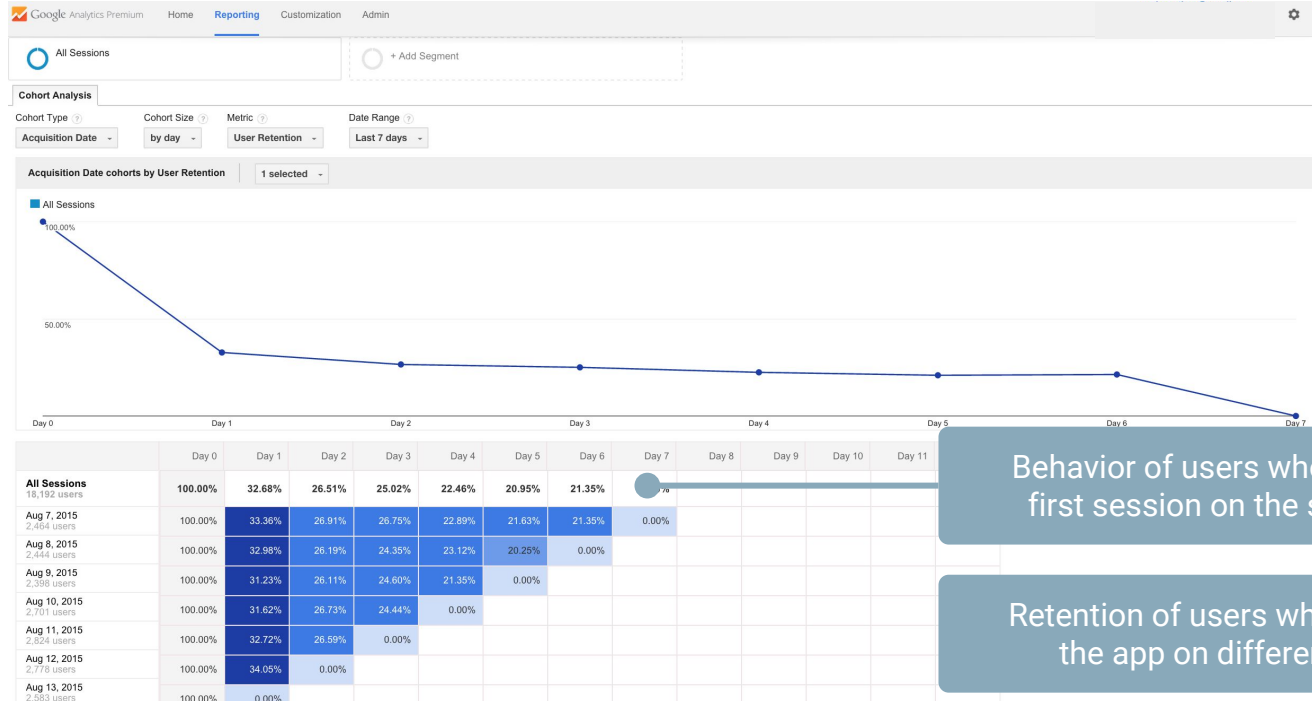 Google Analytics Premium Home Reporting Customization Admin
All Sessions + Add Segment
Cohort Analysis
Cohort Type ? Cohort Size ? Metric ? Date Range ?
Acquisition Date by day User Retention Last 7 days
Acquisition Date cohorts by User Retention 1 selected
All Sessions
100.00%
50.00%
Day 0 Day 1 Day 2 Day 3 Day 4 Day 5 Day 6 Day 7
Day 0 Day 1 Day 2 Day 3 Day 4 Day 5 Day 6 Day 7 Day 8 Day 9 Day 10 Day 11
All Sessions
18,192 users
100.00% 32.68% 26.51% 25.02% 22.46% 20.95% 21.35%
Aug 7, 2015
2,464 users
100.00% 33.36% 26.91% 26.75% 22.89% 21.63% 21.35% 0.00%
Aug 8, 2015
2,444 users
100.00% 32.98% 26.19% 24.35% 23.12% 20.25% 0.00%
Aug 9, 2015
2,398 users
100.00% 31.23% 26.11% 24.60% 21.35% 0.00%
Aug 10, 2015
2,701 users
100.00% 31.62% 26.73% 24.44% 0.00%
Aug 11, 2015
2,824 users
100.00% 32.72% 26.59% 0.00%
Aug 12, 2015
2,778 users
100.00% 34.05% 0.00%
Aug 13, 2015
2,583 users
100.00% 0.00%
Behavior of users
first session on the
Retention of users
the app on